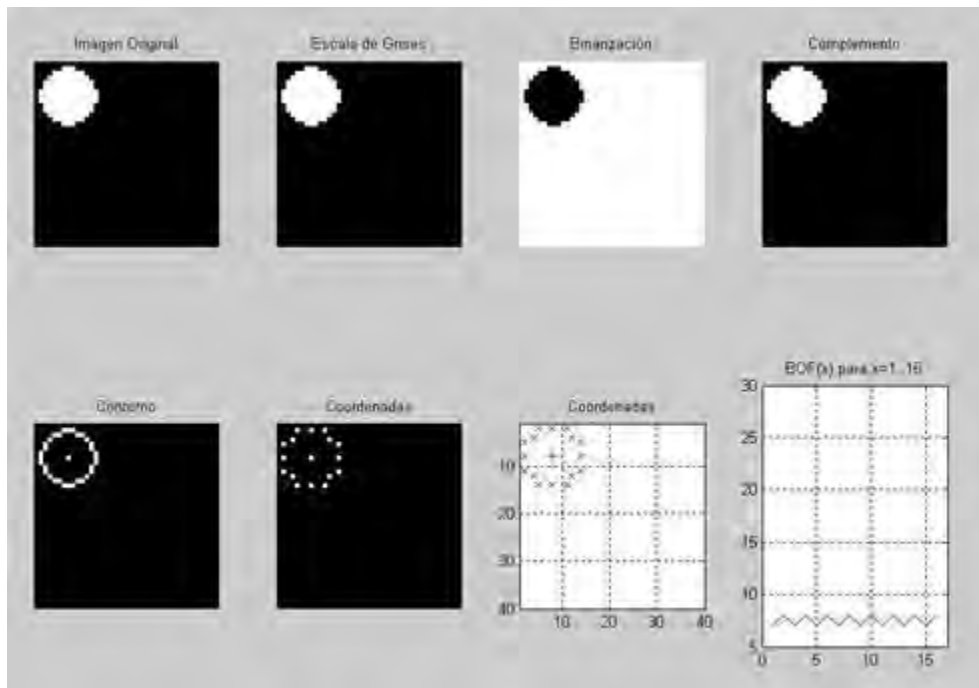 Imagen Original
Escala de Grises
Binarización
Complemento
Contorno
Coordenadas
Coordenadas
10
20
30
40
10
20
30
40
BOF(x) para x=1..16
30
25
20
15
10
5
0
5
10
15